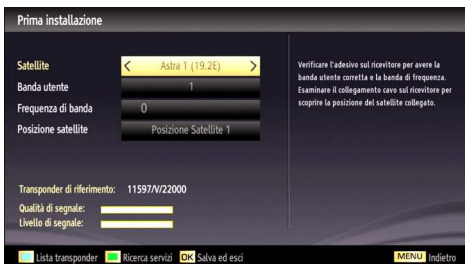 Prima installazione
Satellite
Astra 1 (19.2E)
Banda utente
1
Frequenza di banda
0
Posizione satellite
Posizione Satellite 1
Verificare l'adesivo sul ricevitore per avere la
banda utente corretta e la banda di frequenza.
Esaminare il collegamento cavo sul ricevitore per
scoprire la posizione del satellite collegato.
Transponder di riferimento: 11597/V/22000
Qualità di segnale:
Livello di segnale:
Lista transponder Ricerca servizi OK Salva ed esci MENU Indietro